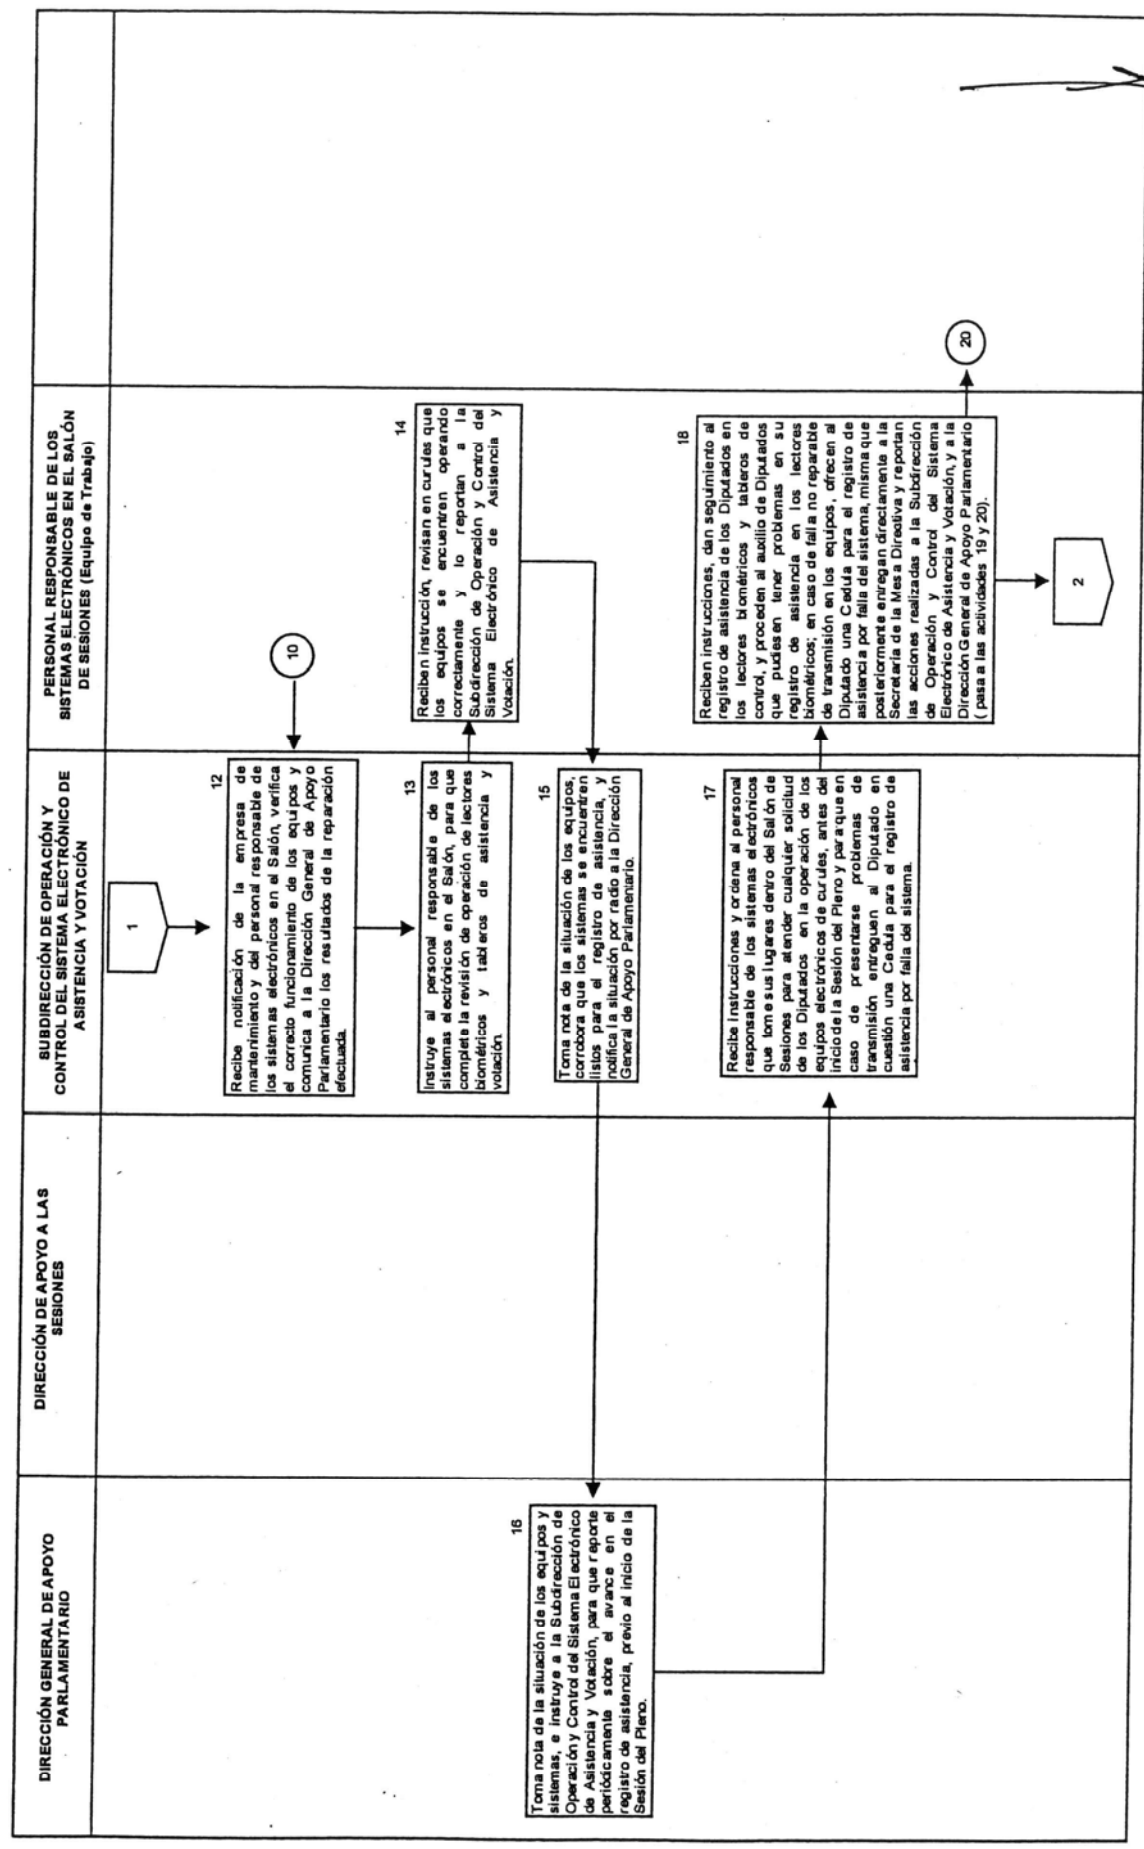 DIRECCIÓN GENERAL DE APOYO
PARLAMENTARIO
DIRECCIÓN DE APOYO A LAS
SESIONES
SUBDIRECCIÓN DE OPERACIÓN Y
CONTROL DEL SISTEMA ELECTRÓNICO DE
ASISTENCIA Y VOTACIÓN
PERSONAL RESPONSABLE DE LOS
SISTEMAS ELECTRÓNICOS EN EL SALÓN
DE SESIONES (Equipo de Trabajo)
1
12
Recibe notificación de la empresa de
mantenimiento y del personal responsable de
los sistemas electrónicos en el Salón, verifica
el correcto funcionamiento de los equipos y
comunica a la Dirección General de Apoyo
Parlamentario los resultados de la reparación
efectuada.
10
13
Instruye al personal responsable de los
sistemas electrónicos en el Salón, para que
complete la revisión de operación de lectores
biométricos y tableros de asistencia y
votación.
14
Reciben instrucción, revisan en curules que
los equipos se encuentren operando
correctamente y lo reportan a la
Subdirección de Operación y Control del
Sistema Electrónico de Asistencia y
Votación.
15
Toma nota de la situación de los equipos,
corrobora que los sistemas se encuentren
listos para el registro de asistencia, y
notifica la situación por radio a la Dirección
General de Apoyo Parlamentario.
16
Toma nota de la situación de los equipos y
sistemas, e instruye a la Subdirección de
Operación y Control del Sistema Electrónico
de Asistencia y Votación, para que reporte
periódicamente sobre el avance en el
registro de asistencia, previo al inicio de la
Sesión del Pleno.
17
Recibe Instrucciones y ordena al personal
responsable de los sistemas electrónicos
que tome sus lugares dentro del Salón de
Sesiones para atender cualquier solicitud
de los Diputados en la operación de los
equipos electrónicos de curules, antes del
inicio de la Sesión del Pleno y para que en
caso de presentarse problemas de
transmisión entreguen al Diputado en
cuestión una Cedula para el registro de
asistencia por falla del sistema.
18
Reciben instrucciones, dan seguimiento al
registro de asistencia de los Diputados en
los lectores biométricos y tableros de
control, y proceden al auxilio de Diputados
que pudiesen tener problemas en su
registro de asistencia en los lectores
biométricos; en caso de falla no reparable
de transmisión en los equipos, ofrecen al
Diputado una Cedula para el registro de
asistencia por falla del sistema, misma que
posteriormente entregan directamente a la
Secretaría de la Mesa Directiva y reportan
las acciones realizadas a la Subdirección
de Operación y Control del Sistema
Electrónico de Asistencia y Votación, y a la
Dirección General de Apoyo Parlamentario
( pasa a las actividades 19 y 20).
20
2